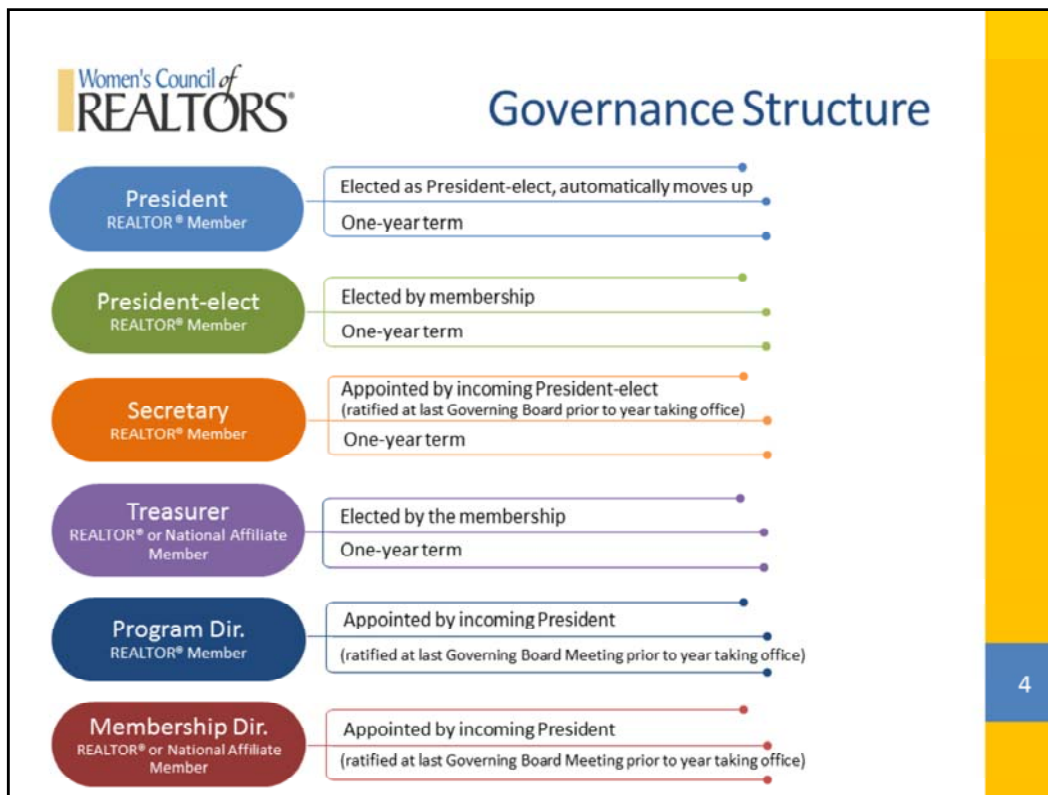 Women's Council of
REALTORS®
Governance Structure
President
REALTOR® Member
Elected as President-elect, automatically moves up
One-year term
President-elect
REALTOR® Member
Elected by membership
One-year term
Secretary
REALTOR® Member
Appointed by incoming President-elect
(ratified at last Governing Board prior to year taking office)
One-year term
Treasurer
REALTOR® or National Affiliate
Member
Elected by the membership
One-year term
Program Dir.
REALTOR® Member
Appointed by incoming President
(ratified at last Governing Board Meeting prior to year taking office)
Membership Dir.
REALTOR® or National Affiliate
Member
Appointed by incoming President
(ratified at last Governing Board Meeting prior to year taking office)
4